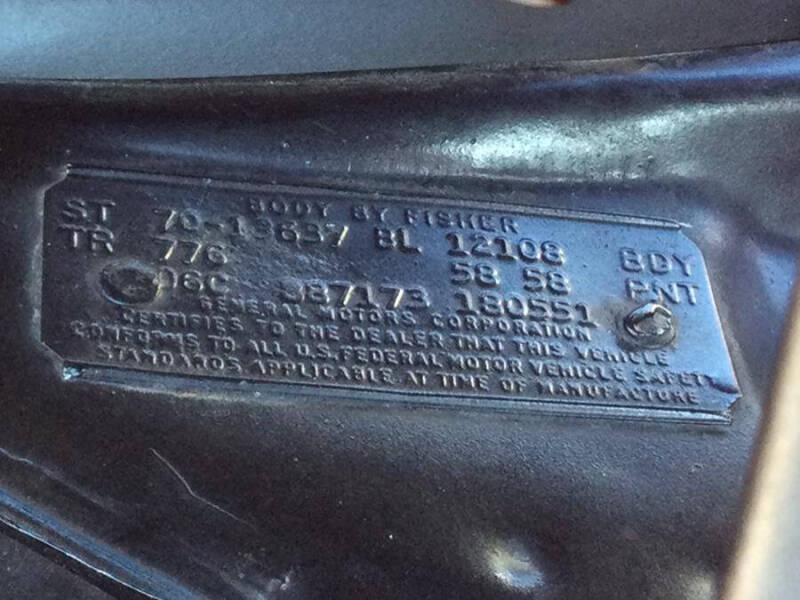 BODY BY FISHER
ST 70-13637 BL 12108 BDY
TR 776 58 58 PNT
06C 387173 180551
GENERAL MOTORS CORPORATION
CERTIFIES TO THE DEALER THAT THIS VEHICLE
CONFORMS TO ALL U.S. FEDERAL MOTOR VEHICLE SAFETY
STANDARDS APPLICABLE AT TIME OF MANUFACTURE